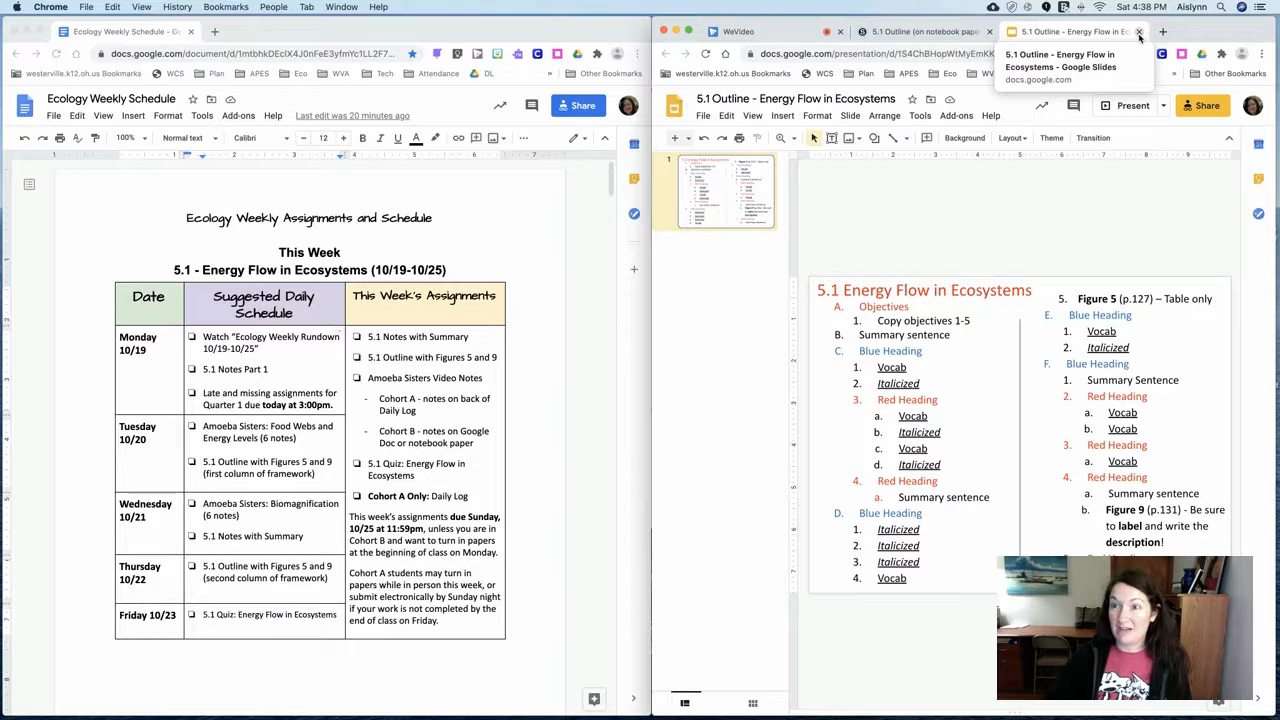 Chrome File Edit View History Bookmarks People Tab Window Help
Sat 4:38 PM Aislynn
Ecology Weekly Schedule - Go
docs.google.com/document/d/1mtbhkDEclX4J0nEE3yfmYc1LL2F7...
westerville.k12.oh.us WCS Plan APES Eco WVA Tech Attendance DL Other Bookmarks
Ecology Weekly Schedule
File Edit View Insert Format Tools Add-ons Help Last edit was 20 minutes ago
Share
100% Normal text Calibri 12
Ecology Weekly Assignments and Schedule
This Week
5.1 - Energy Flow in Ecosystems (10/19-10/25)
Date
Suggested Daily
Schedule
This Week's Assignments
Monday
10/19
Watch "Ecology Weekly Rundown
10/19-10/25"
5.1 Notes Part 1
Late and missing assignments for
Quarter 1 due today at 3:00pm.
Tuesday
10/20
Amoeba Sisters: Food Webs and
Energy Levels (6 notes)
5.1 Outline with Figures 5 and 9
(first column of framework)
Wednesday
10/21
Amoeba Sisters: Biomagnification
(6 notes)
5.1 Notes with Summary
Thursday
10/22
5.1 Outline with Figures 5 and 9
(second column of framework)
Friday 10/23
5.1 Quiz: Energy Flow in Ecosystems
5.1 Notes with Summary
5.1 Outline with Figures 5 and 9
Amoeba Sisters Video Notes
- Cohort A - notes on back of
Daily Log
- Cohort B - notes on Google
Doc or notebook paper
5.1 Quiz: Energy Flow in
Ecosystems
Cohort A Only: Daily Log
This week's assignments due Sunday,
10/25 at 11:59pm, unless you are in
Cohort B and want to turn in papers
at the beginning of class on Monday.
Cohort A students may turn in
papers while in person this week, or
submit electronically by Sunday night
if your work is not completed by the
end of class on Friday.
WeVideo
5.1 Outline (on notebook pape
5.1 Outline - Energy Flow in Ec
docs.google.com/presentation/d/1S4ChBHopWtMyEmKK
5.1 Outline - Energy Flow in
Ecosystems - Google Slides
docs.google.com
westerville.k12.oh.us WCS Plan APES Eco Other Bookmarks
5.1 Outline - Energy Flow in Ecosystems
Present
Share
File Edit View Insert Format Slide Arrange Tools Add-ons Help
Background Layout Theme Transition
1
5.1 Energy Flow in Ecosystems
A. Objectives
1. Copy objectives 1-5
B. Summary sentence
C. Blue Heading
1. Vocab
2. Italicized
3. Red Heading
a. Vocab
b. Italicized
c. Vocab
d. Italicized
4. Red Heading
a. Summary sentence
D. Blue Heading
1. Italicized
2. Italicized
3. Italicized
4. Vocab
5. Figure 5 (p.127) – Table only
E. Blue Heading
1. Vocab
2. Italicized
F. Blue Heading
1. Summary Sentence
2. Red Heading
a. Vocab
b. Vocab
3. Red Heading
a. Vocab
4. Red Heading
a. Summary sentence
b. Figure 9 (p.131) - Be sure
to label and write the
description!